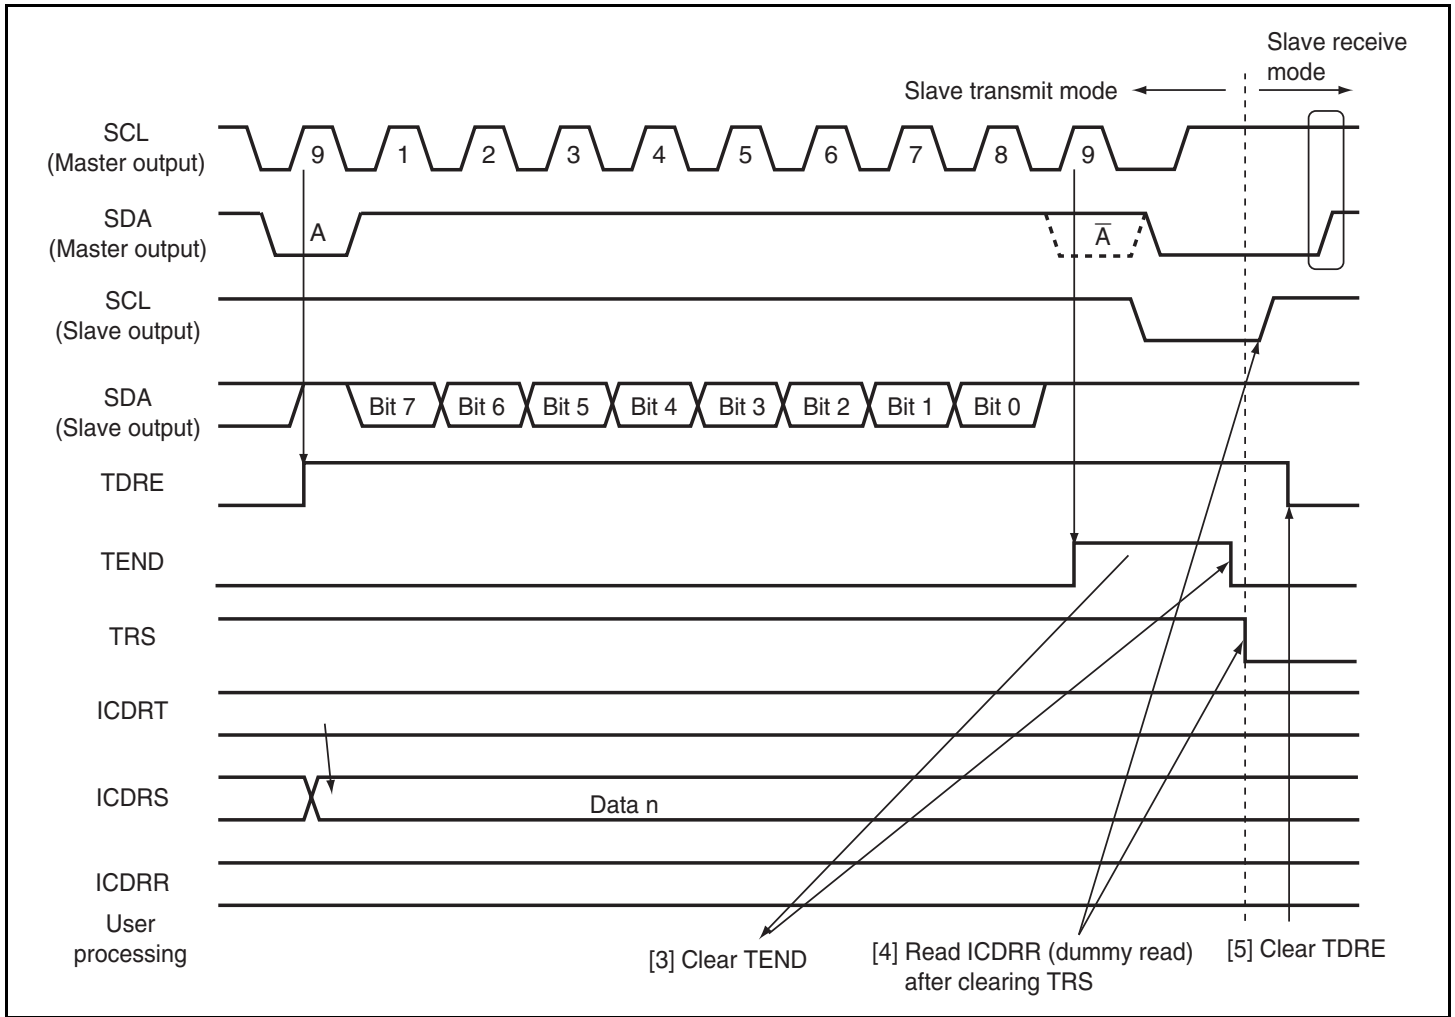 Slave receive
mode
Slave transmit mode
SCL
(Master output)
9 1 2 3 4 5 6 7 8 9
SDA
(Master output)
A A̅
SCL
(Slave output)
SDA
(Slave output)
Bit 7 Bit 6 Bit 5 Bit 4 Bit 3 Bit 2 Bit 1 Bit 0
TDRE
TEND
TRS
ICDRT
ICDRS
Data n
ICDRR
User
processing
[3] Clear TEND
[4] Read ICDRR (dummy read)
after clearing TRS
[5] Clear TDRE